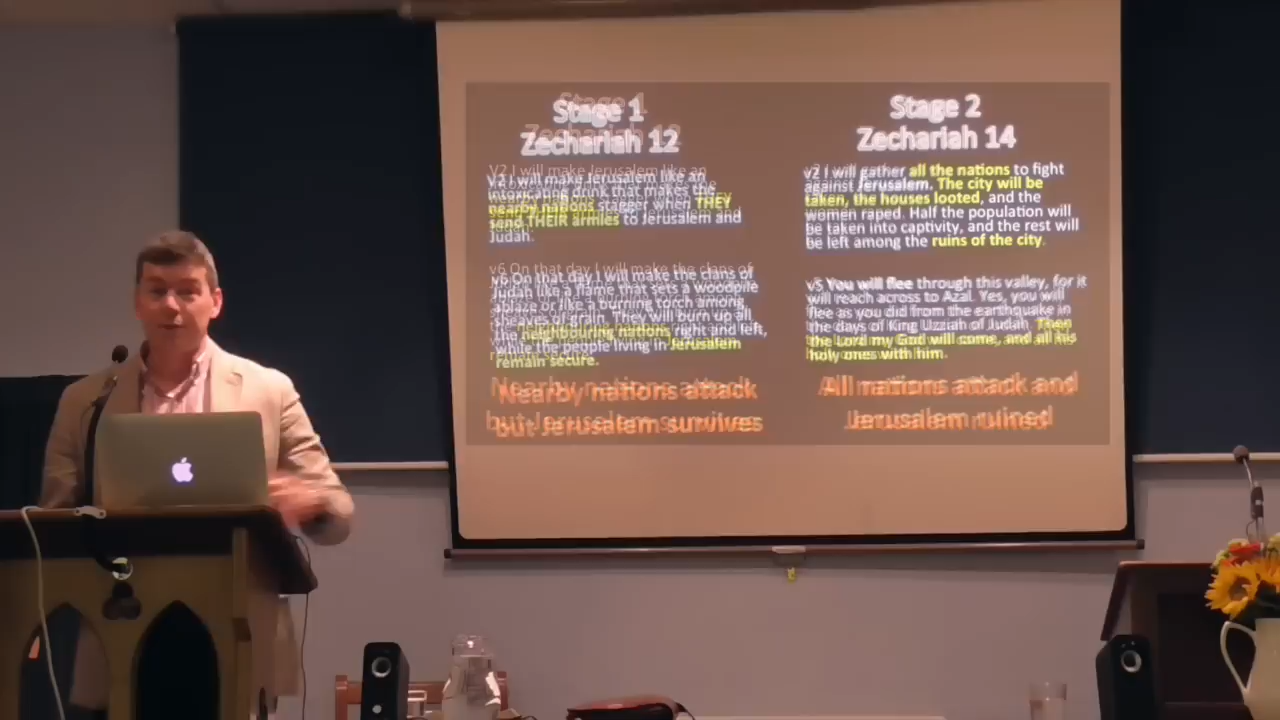 Stage 1
Zechariah 12
V2 I will make Jerusalem like an
intoxicating drink that makes the
nearby nations stagger when THEY
send THEIR armies to Jerusalem and
Judah.
v6 On that day I will make the clans of
Judah like a flame that sets a woodpile
ablaze or like a burning torch among
sheaves of grain. They will burn up all
the neighbouring nations right and left,
while the people living in Jerusalem
remain secure.
Nearby nations attack
but Jerusalem survives
Stage 2
Zechariah 14
v2 I will gather all the nations to fight
against Jerusalem. The city will be
taken, the houses looted, and the
women raped. Half the population will
be taken into captivity, and the rest will
be left among the ruins of the city.
v5 You will flee through this valley, for it
will reach across to Azal. Yes, you will
flee as you did from the earthquake in
the days of King Uzziah of Judah. Then
the Lord my God will come, and all his
holy ones with him.
All nations attack and
Jerusalem ruined